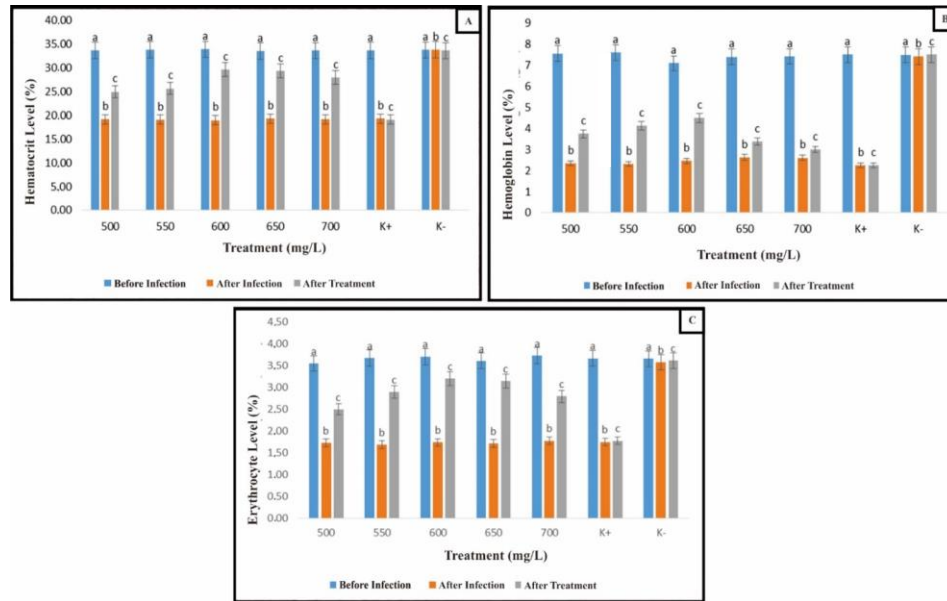 A
40.00
35.00
30.00
25.00
20.00
15.00
10.00
5.00
0.00
Hematocrit Level (%)
a a a a a a a b c
c c c c c
b b b b b b c
500 550 600 650 700 K+ K-
Treatment (mg/L)
Before Infection After Infection After Treatment
B
9
8
7
6
5
4
3
2
1
0
Hemoglobin Level (%)
a a a a a a a b c
c c c c c
b b b b b b c
500 550 600 650 700 K+ K-
Treatment (mg/L)
Before Infection After Infection After Treatment
C
4,50
4,00
3.50
3.00
2.50
2.00
1.50
1.00
0.50
0.00
Erythrocyte Level (%)
a a a a a a a b c
c c c c c
b b b b b b c
500 550 600 650 700 K+ K-
Treatment (mg/L)
Before Infection After Infection After Treatment